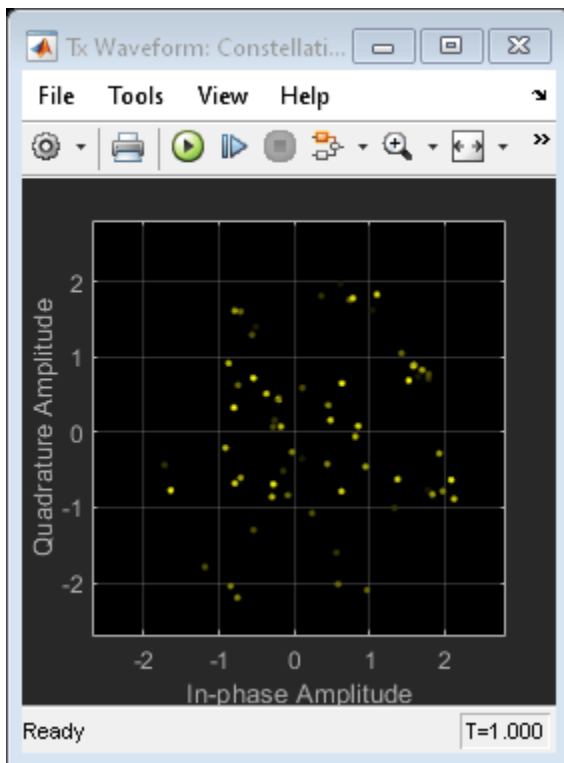 Tx Waveform: Constellati...
File Tools View Help
Quadrature Amplitude
2
1
0
-1
-2
-2 -1 0 1 2
In-phase Amplitude
Ready T=1.000